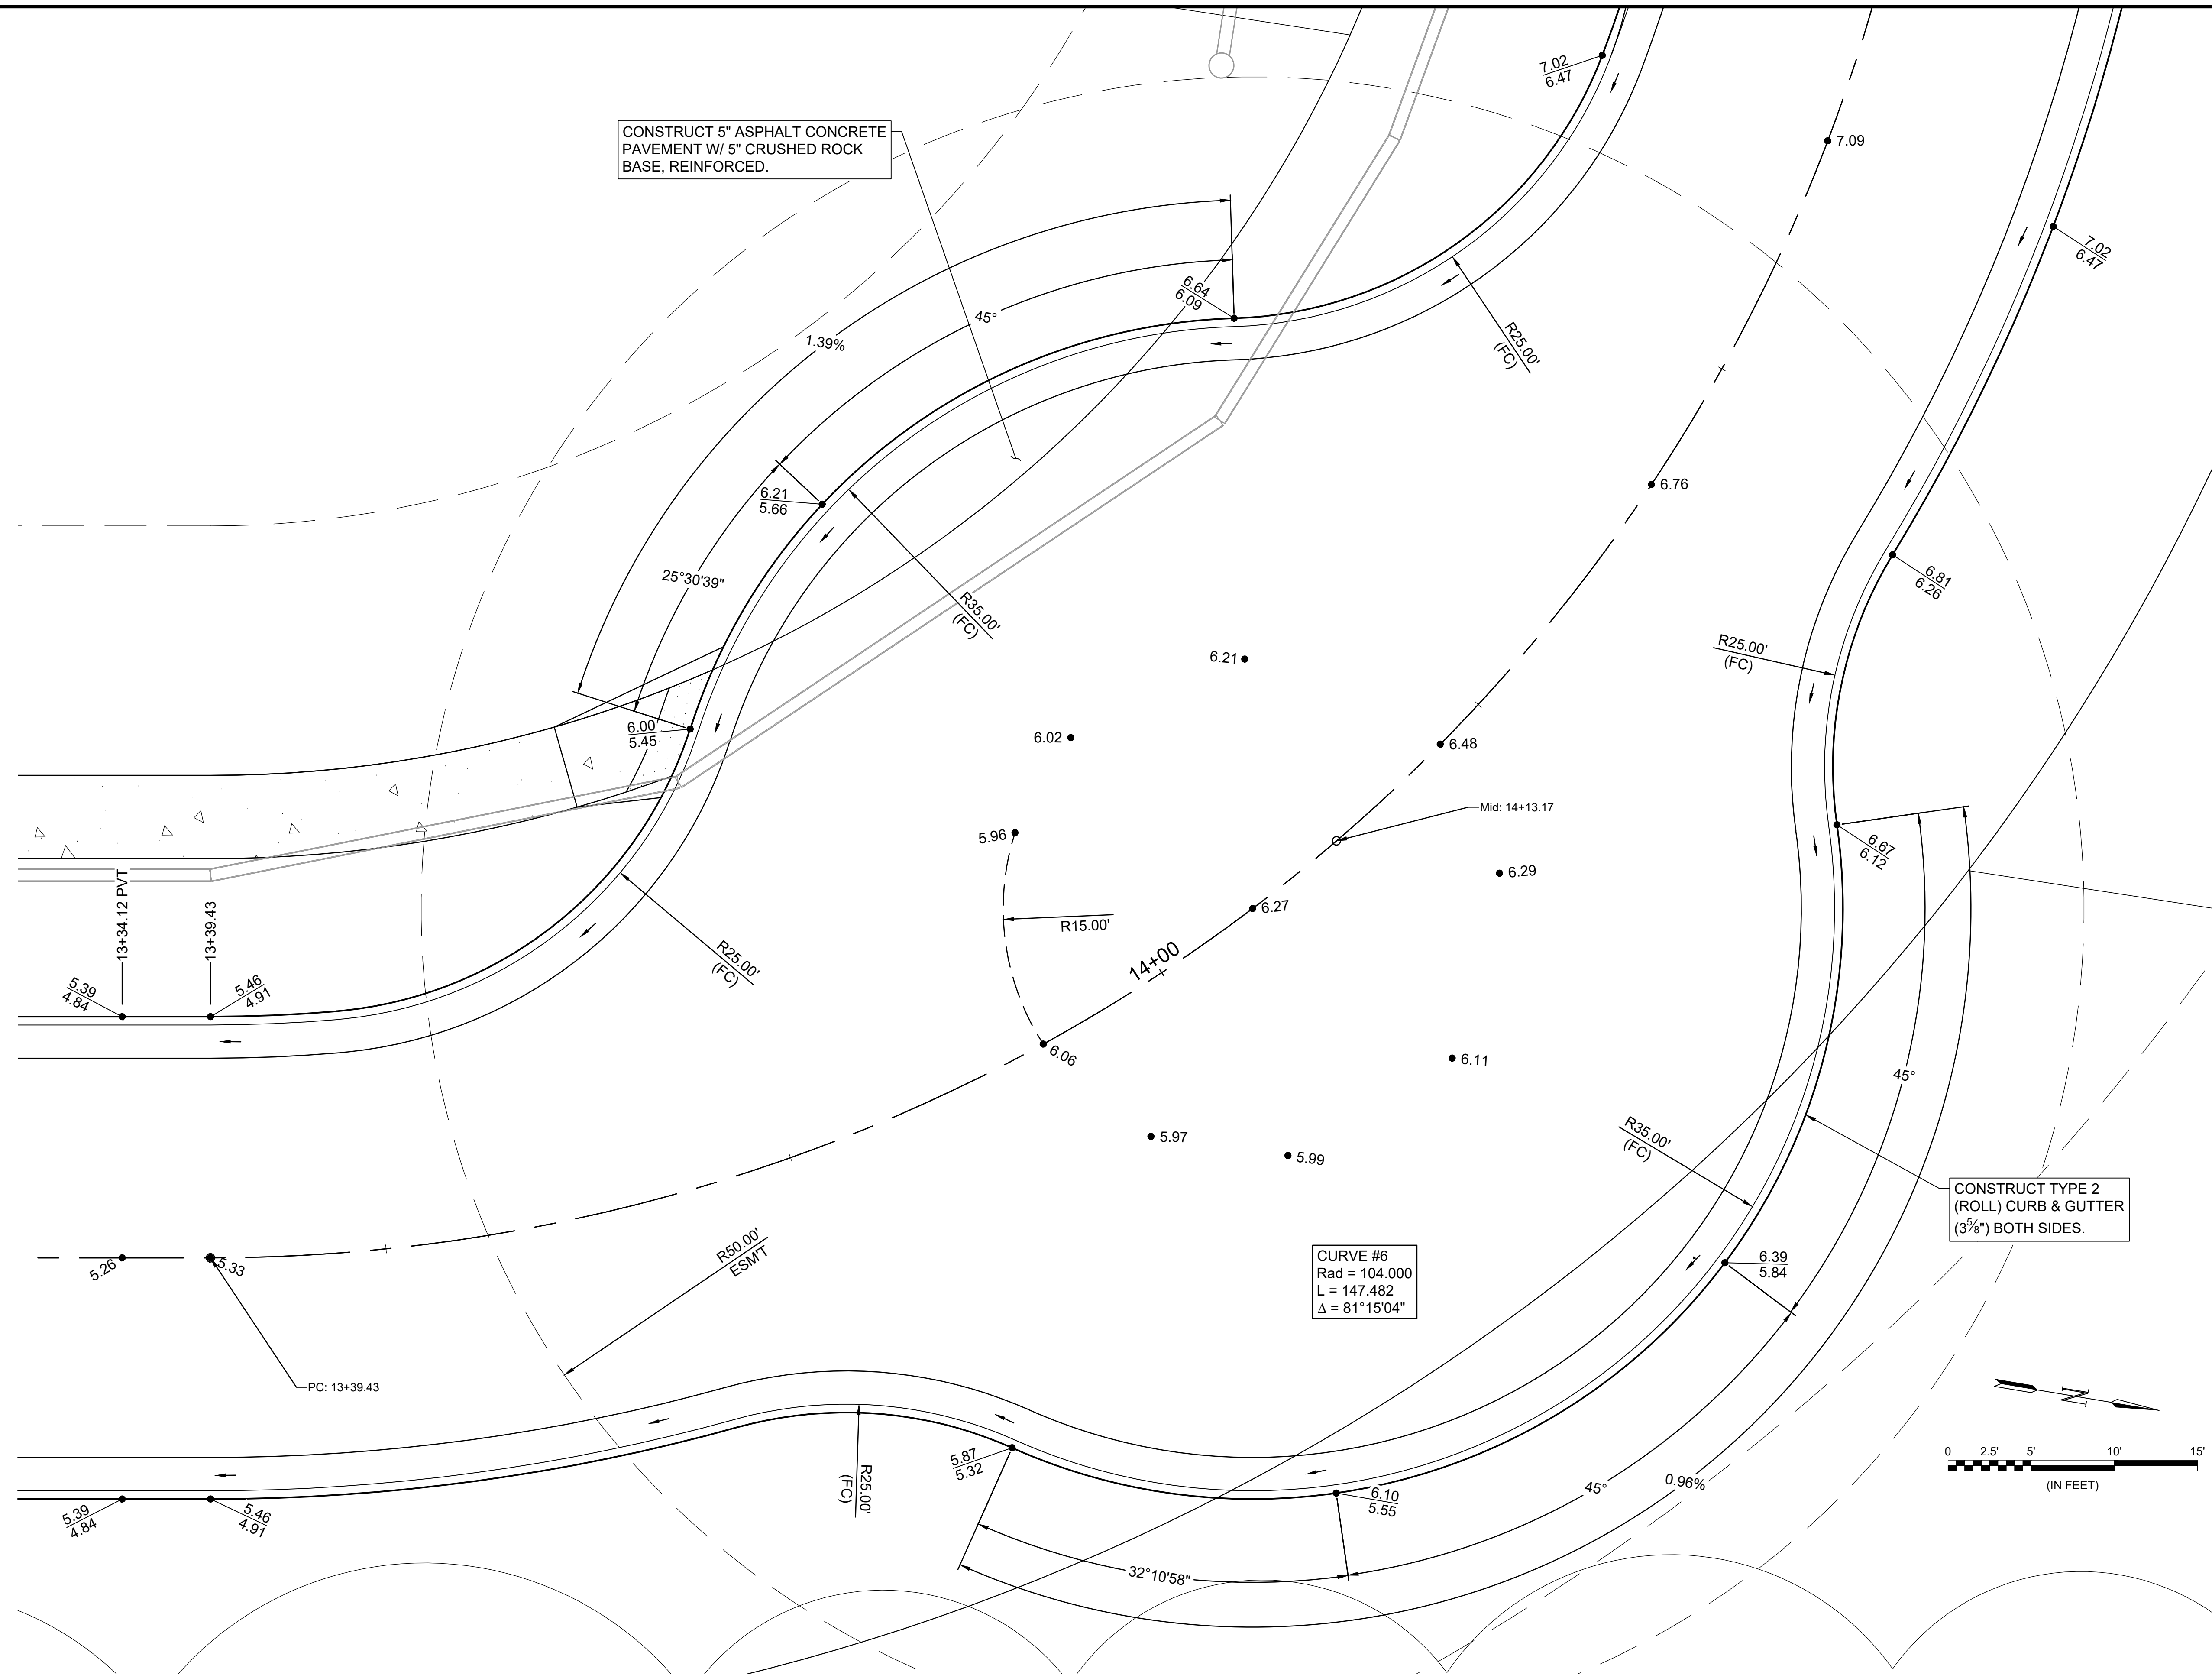 7.02
6.47
7.09
CONSTRUCT 5" ASPHALT CONCRETE
PAVEMENT W/ 5" CRUSHED ROCK
BASE, REINFORCED.
7.02
6.47
6.64
6.09
45°
1.39%
R25.00'
(FC)
6.21
5.66
6.76
25°30'39"
6.81
6.26
R35.00'
(FC)
R25.00'
(FC)
6.21
6.00
5.45
6.02
6.48
Mid: 14+13.17
5.96
6.67
6.12
6.29
13+34.12 PVT
13+39.43
6.27
R15.00'
R25.00'
(FC)
14+00
5.39
4.84
5.46
4.91
6.06
6.11
45°
5.97
5.99
R35.00'
(FC)
CONSTRUCT TYPE 2
(ROLL) CURB & GUTTER
(3⅝") BOTH SIDES.
R50.00'
ESM'T
5.26
5.33
CURVE #6
Rad = 104.000
L = 147.482
Δ = 81°15'04"
6.39
5.84
PC: 13+39.43
N
0 2.5' 5' 10' 15'
(IN FEET)
5.87
5.32
R25.00'
(FC)
6.10
5.55
45°
0.96%
5.39
4.84
5.46
4.91
32°10'58"